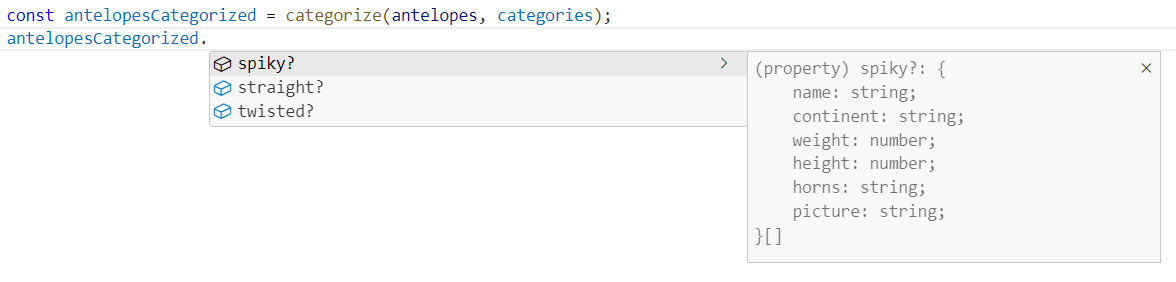 const antelopesCategorized = categorize(antelopes, categories);
antelopesCategorized.
spiky?
straight?
twisted?
(property) spiky?: {
    name: string;
    continent: string;
    weight: number;
    height: number;
    horns: string;
    picture: string;
}[]